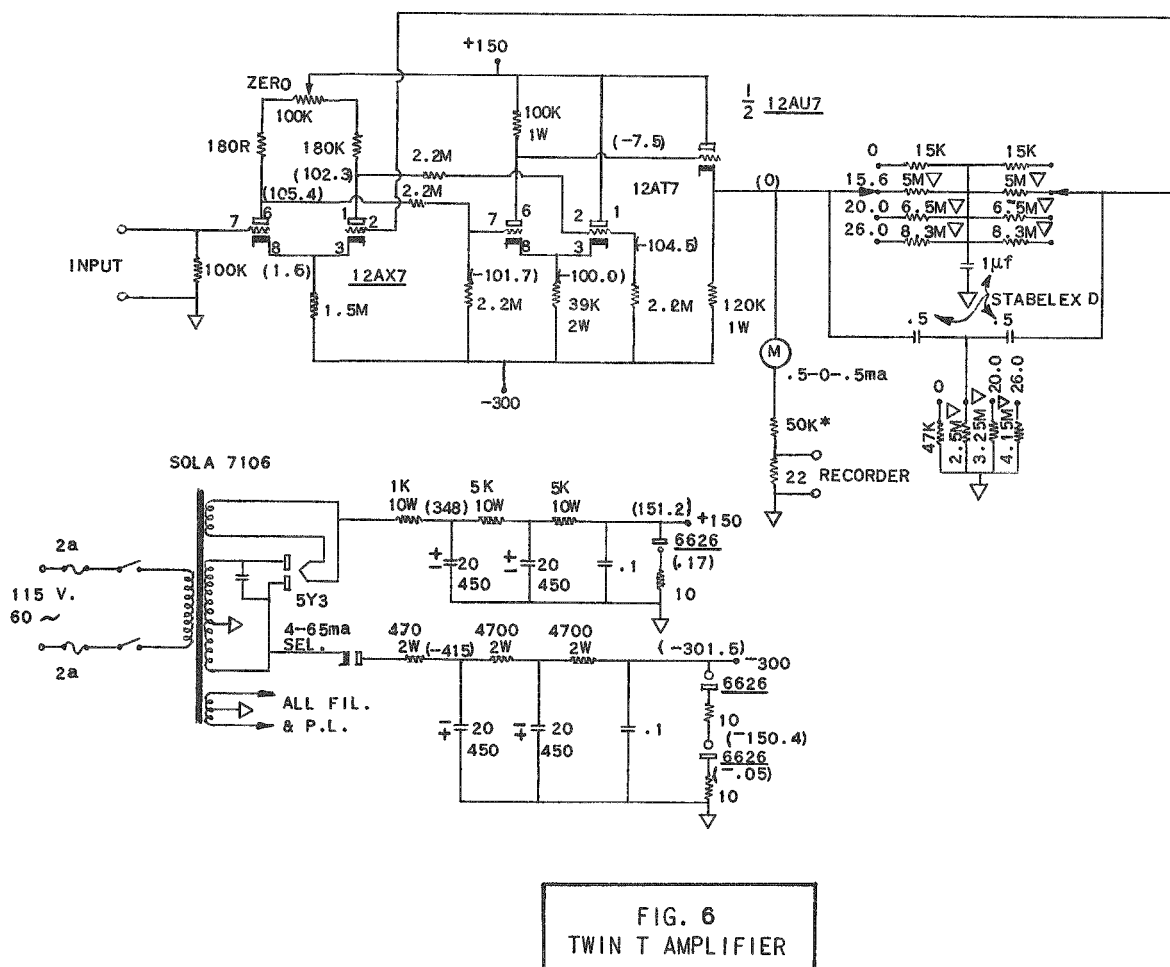 +150
ZERO
100K
180R
180K
(102.3)
(105.4)
2.2M
2.2M
100K
1W
(-7.5)
1/2 12AU7
12AT7
(0)
7
6
8
1
2
3
INPUT
100K
(1.6)
12AX7
1.5M
7
6
8
2
1
3
(-101.7)
2.2M
(-100.0)
39K
2W
(-104.5)
2.2M
120K
1W
-300
M
.5-0-.5ma
50K*
22
RECORDER
0
15K
15K
15.6
5M
5M
20.0
6.5M
6.5M
26.0
8.3M
8.3M
1µf
STABELEX D
.5
.5
0
20.0
26.0
47K
2.5M
3.25M
4.15M
SOLA 7106
2a
115 V.
60 ~
2a
5Y3
4-65ma
SEL.
ALL FIL.
& P.L.
1K
10W
(348)
5K
10W
5K
10W
(151.2)
+150
+
-
20
450
+
-
20
450
.1
6626
(.17)
10
470
2W
(-415)
4700
2W
4700
2W
(-301.5)
-300
-
+
20
450
-
+
20
450
.1
6626
10
(-150.4)
6626
(-.05)
10
FIG. 6
TWIN T AMPLIFIER